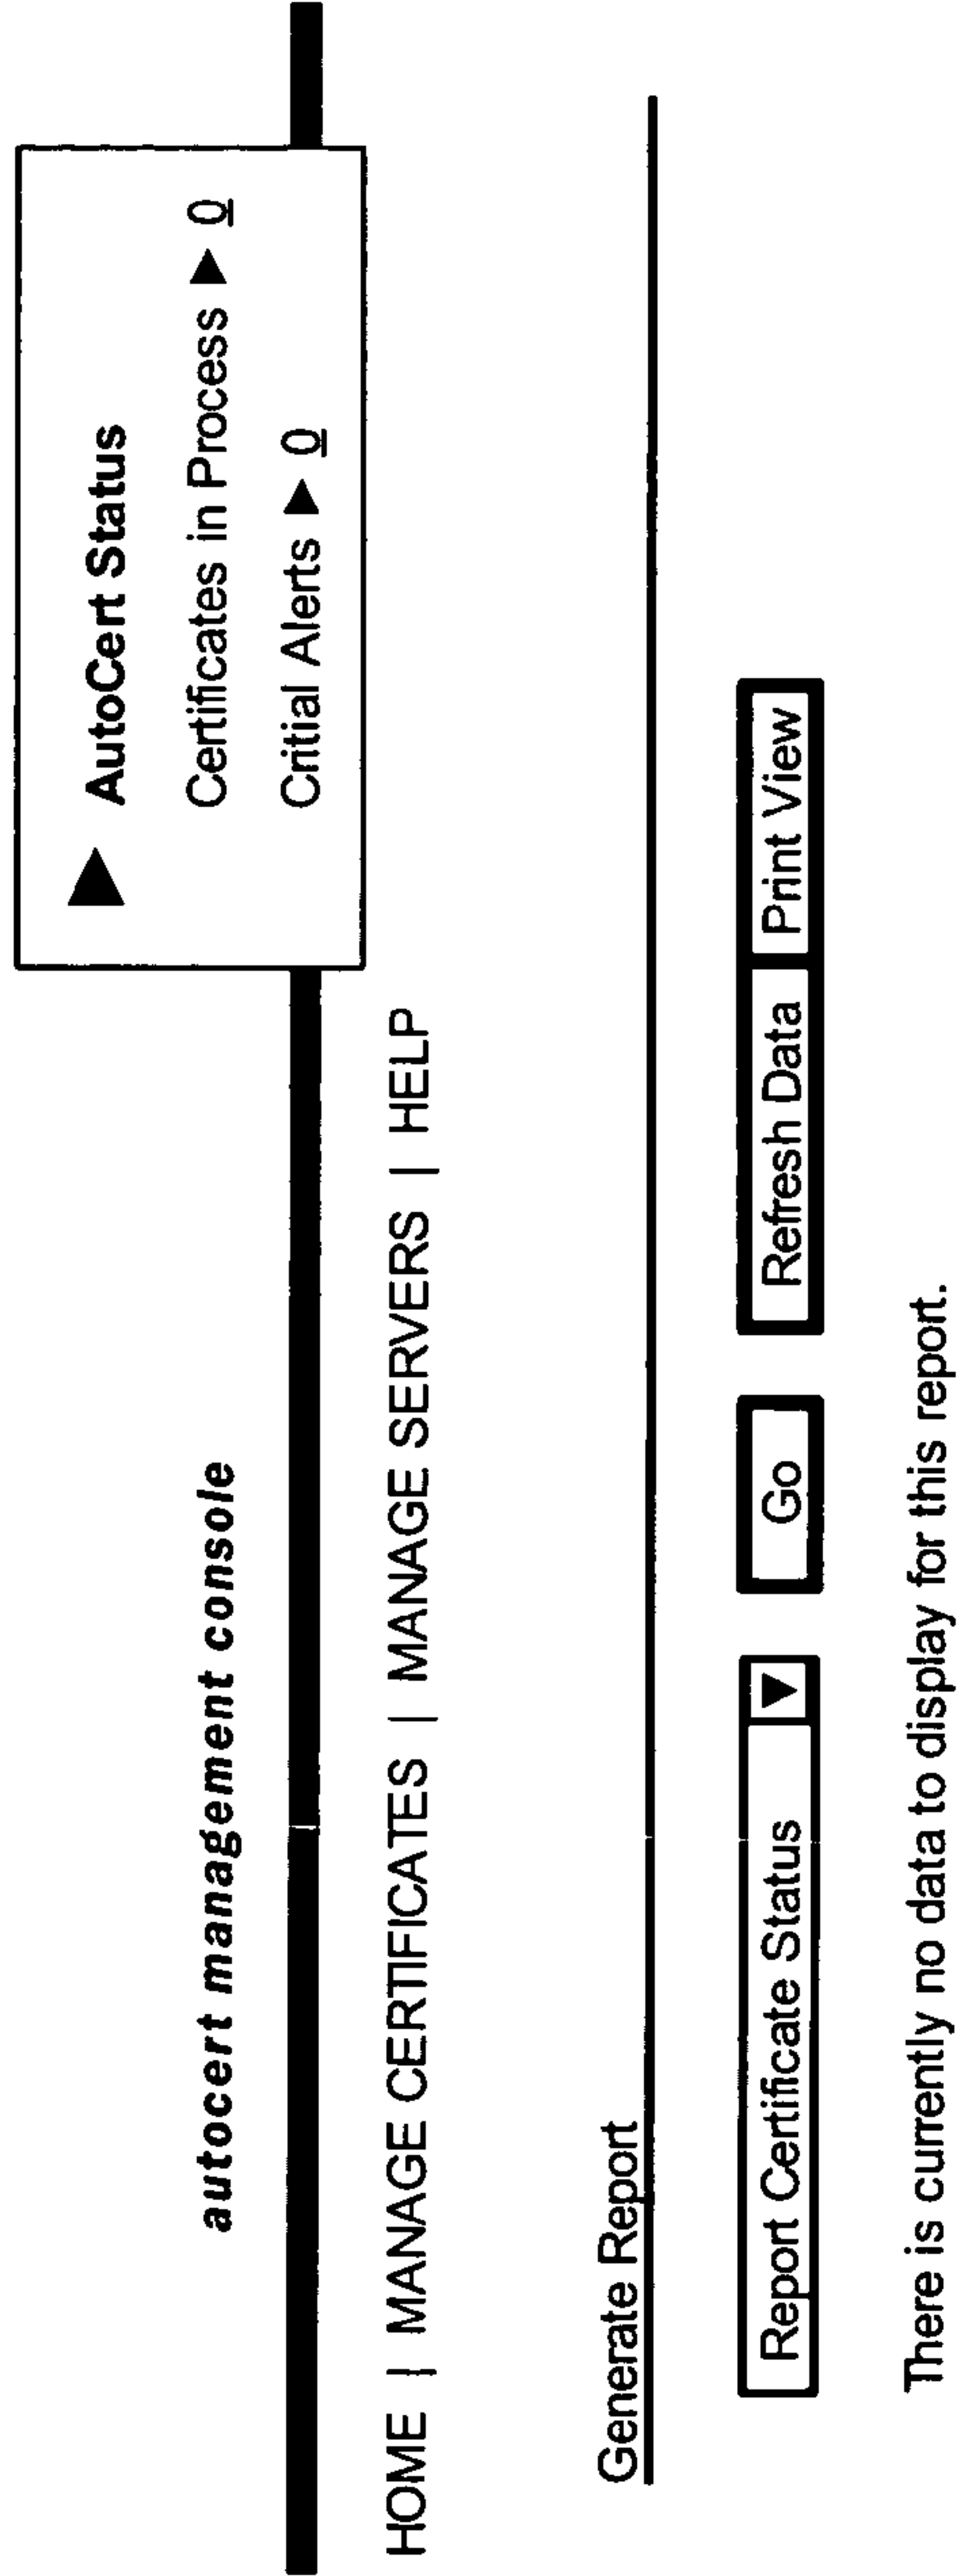 autocert management console
▶ AutoCert Status
Certificates in Process ▶ 0
Critial Alerts ▶ 0
HOME | MANAGE CERTIFICATES | MANAGE SERVERS | HELP
Generate Report
Report Certificate Status ▼ Go Refresh Data Print View
There is currently no data to display for this report.